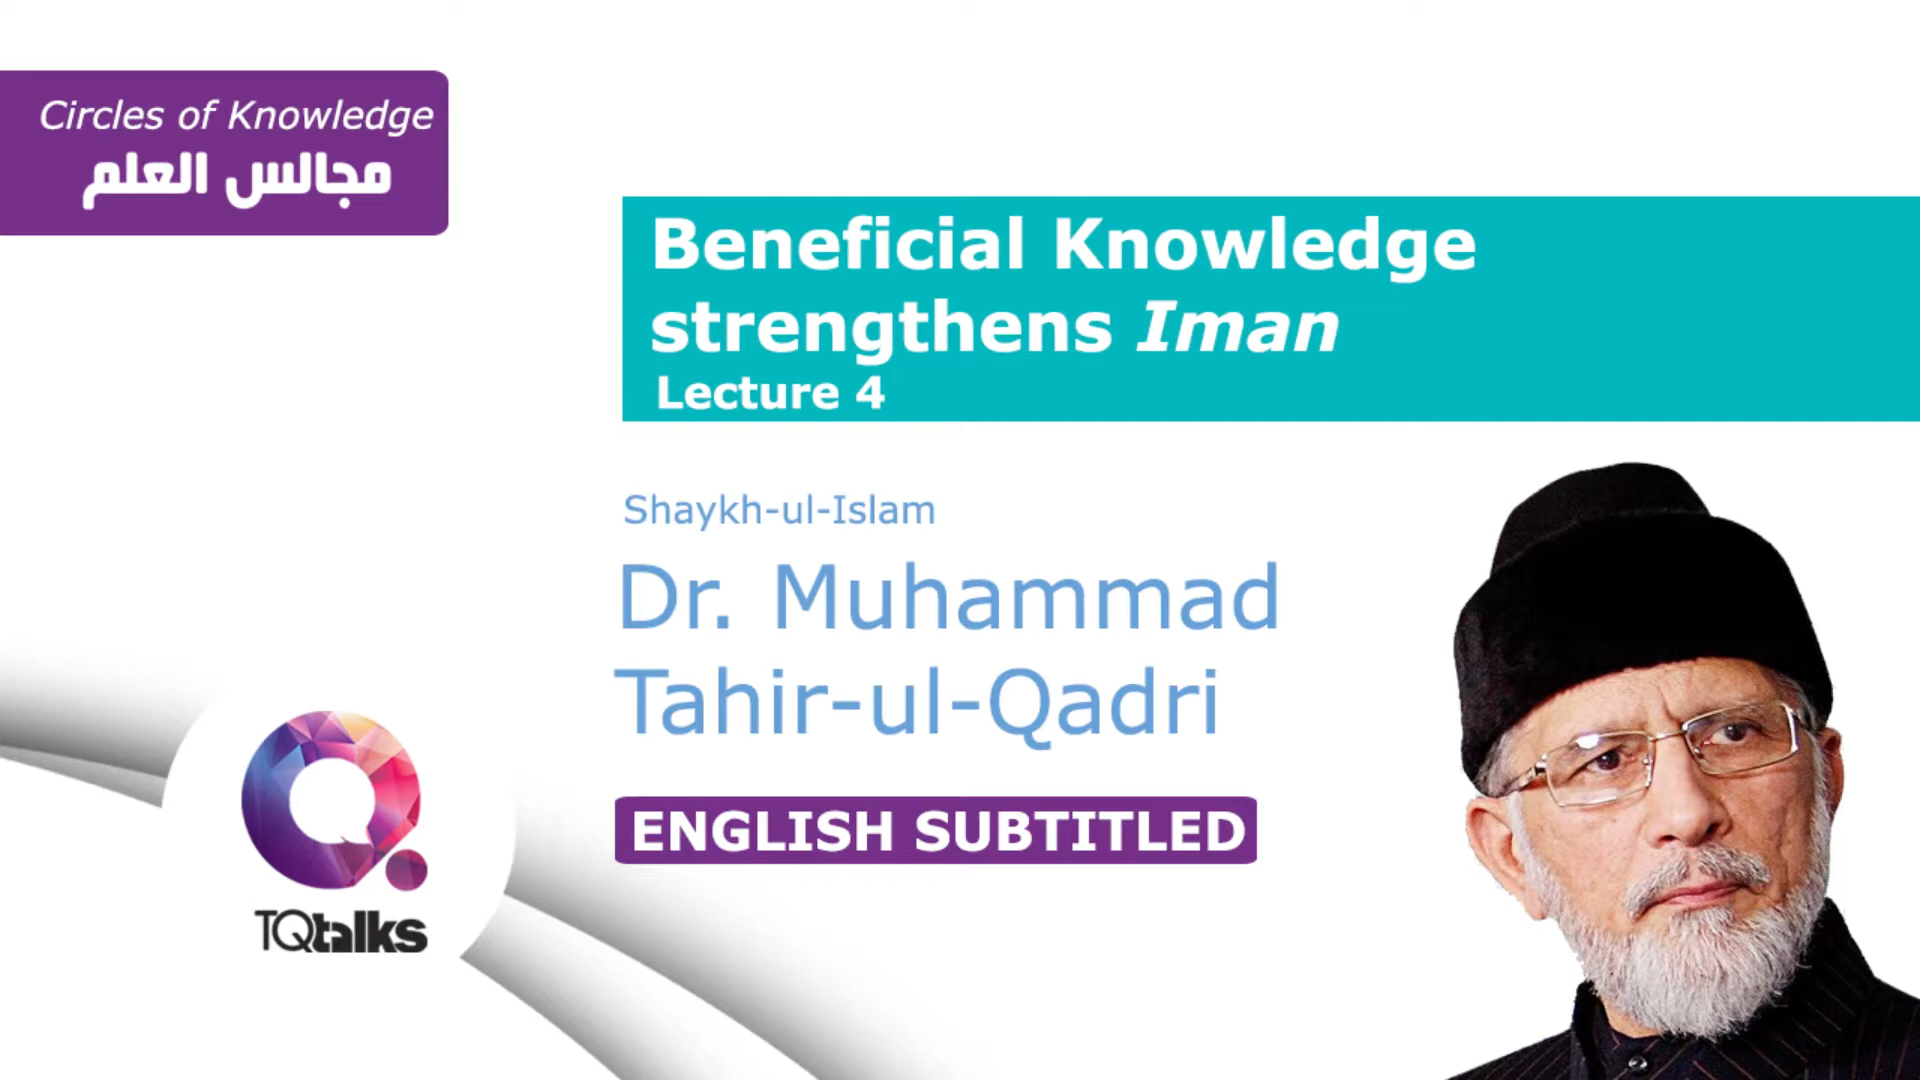 Circles of Knowledge
مجالس العلم
Beneficial Knowledge
strengthens Iman
Lecture 4
Shaykh-ul-Islam
Dr. Muhammad
Tahir-ul-Qadri
ENGLISH SUBTITLED
TQtalks